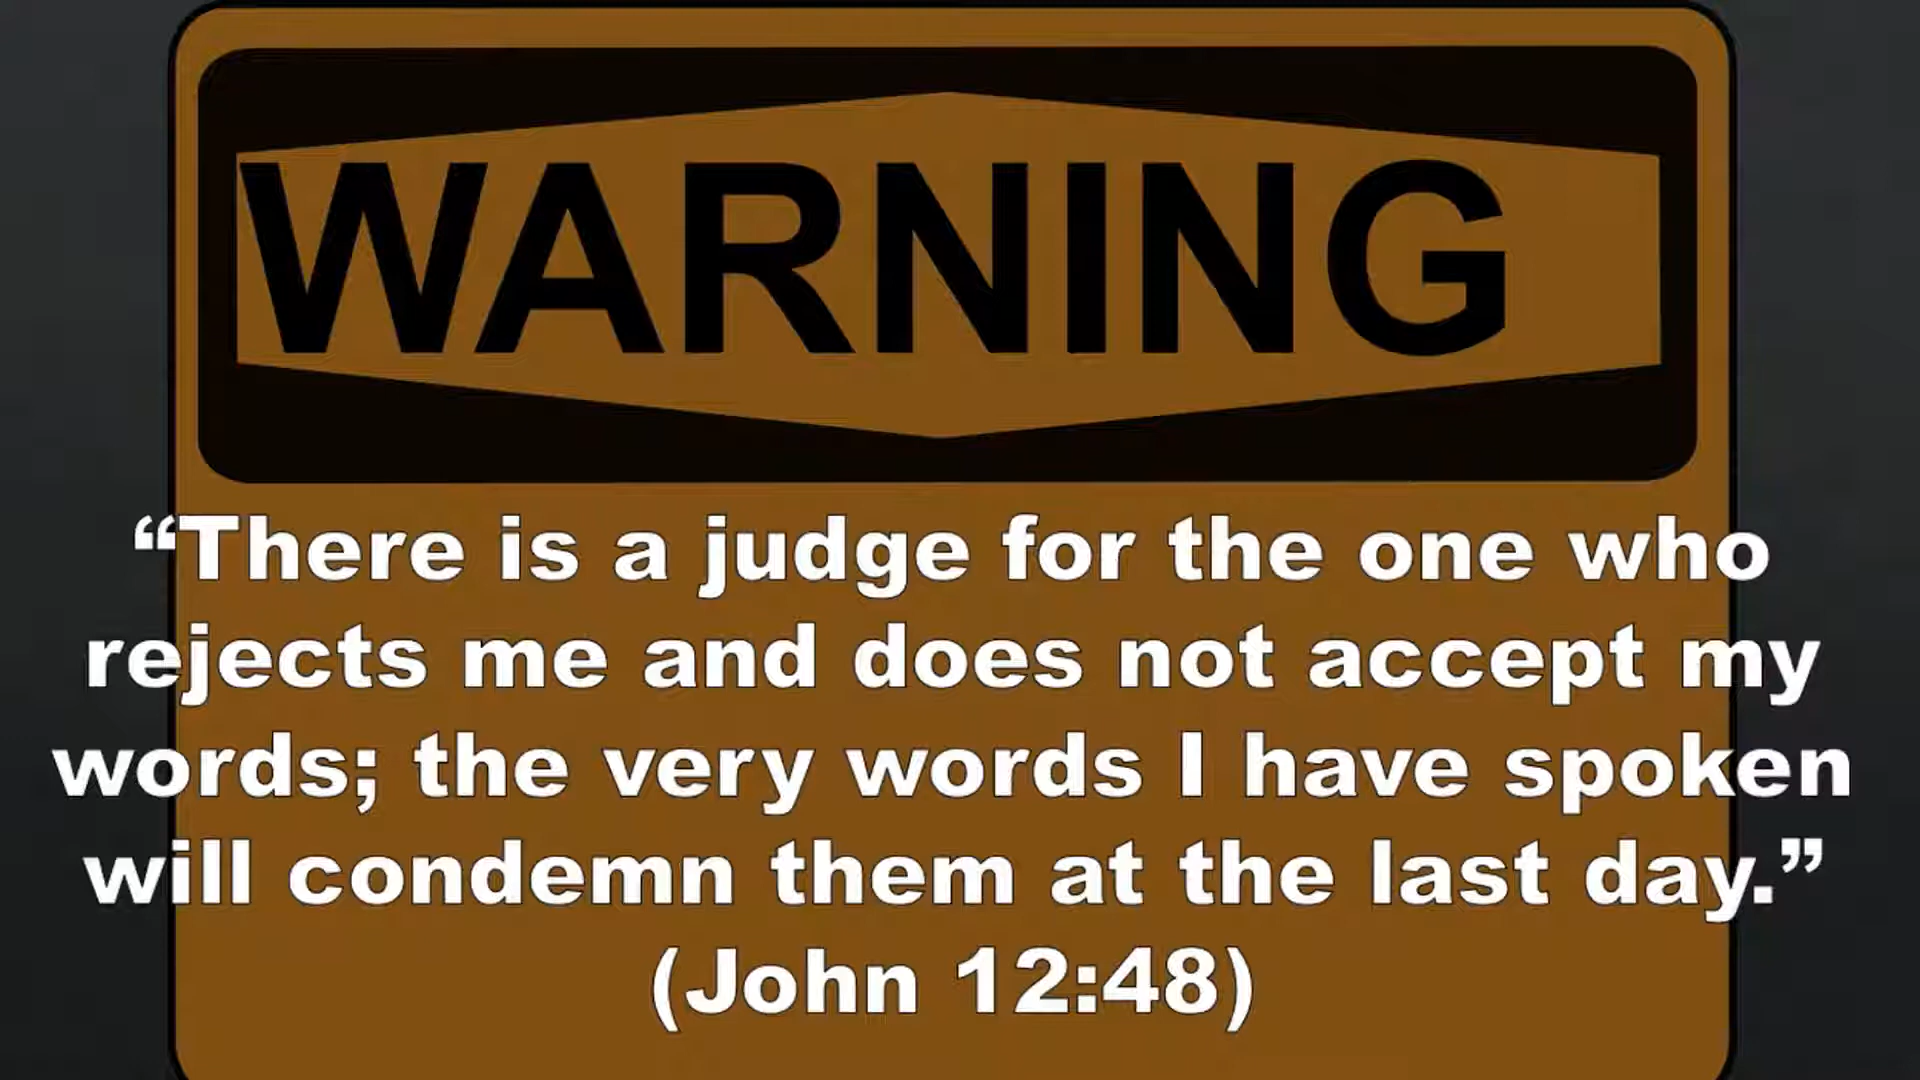 WARNING
“There is a judge for the one who
rejects me and does not accept my
words; the very words I have spoken
will condemn them at the last day.”
(John 12:48)